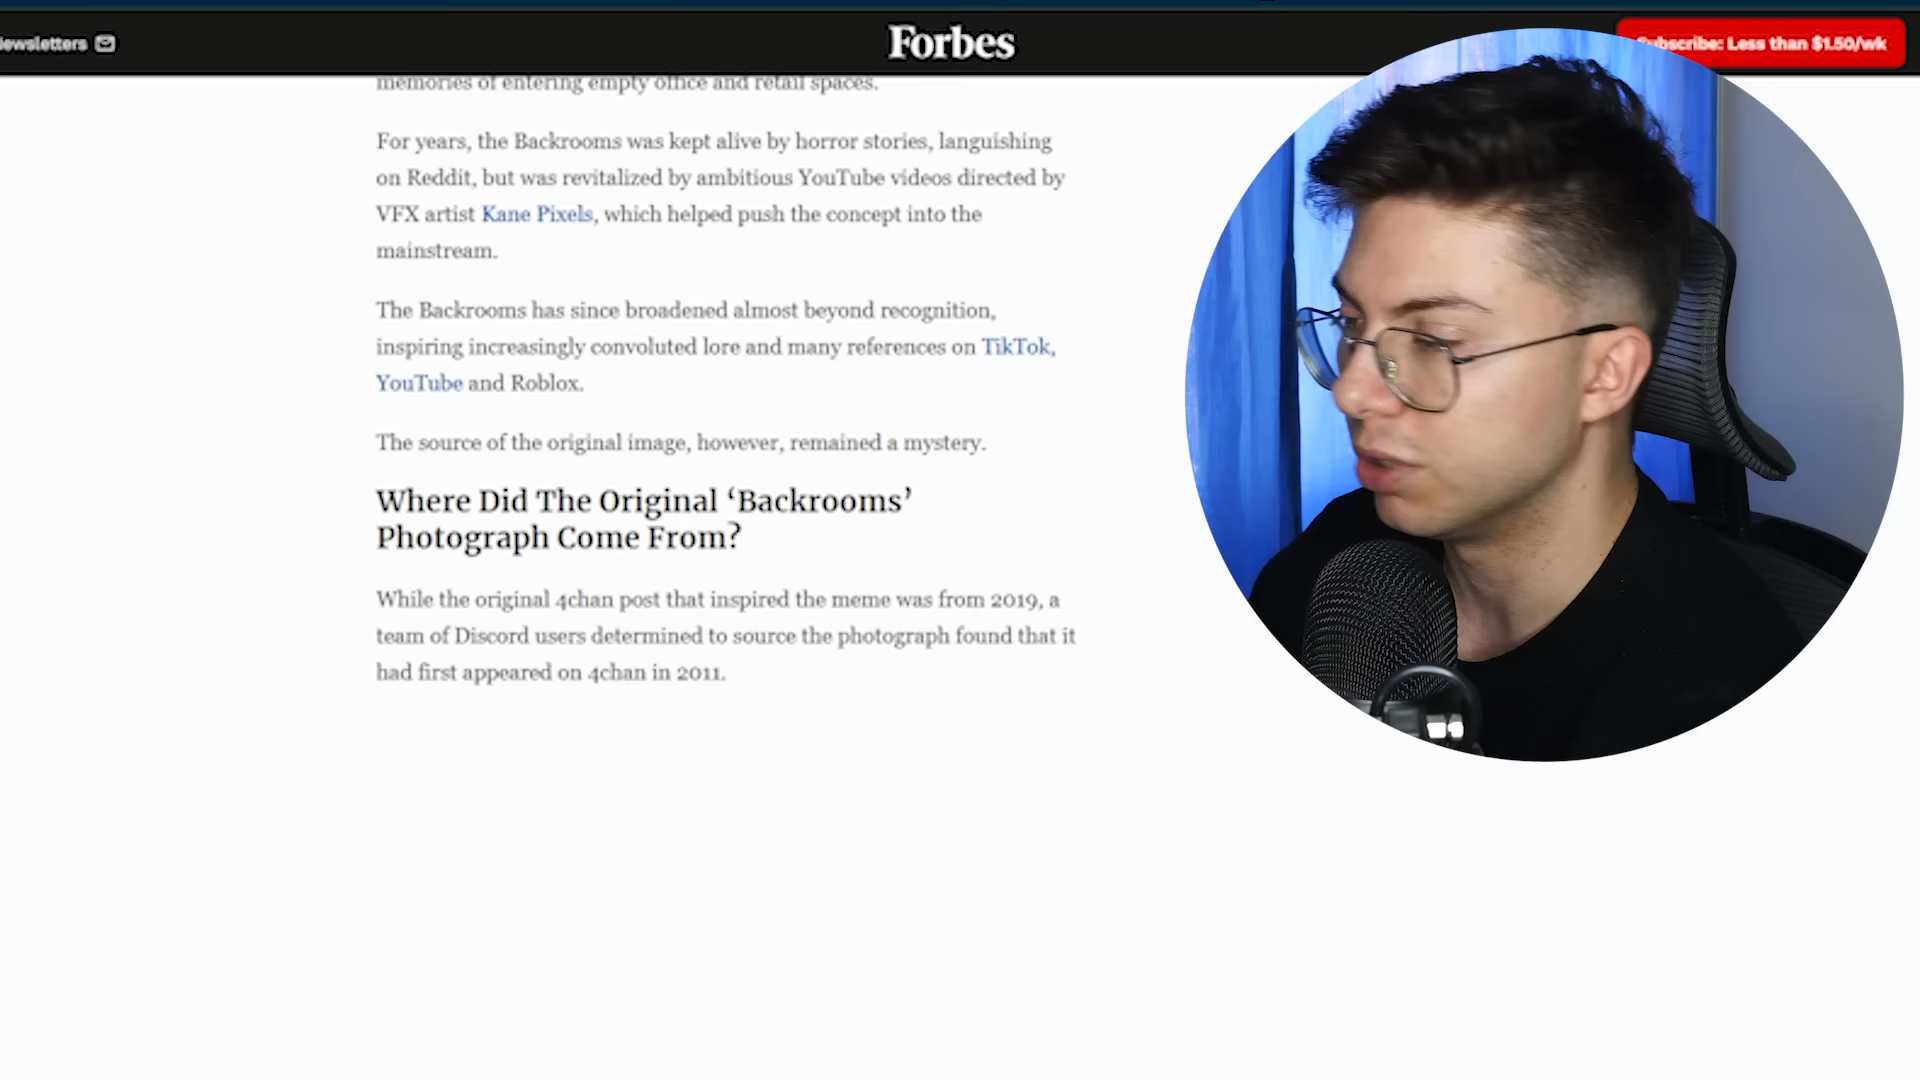 Newsletters
Forbes
Subscribe: Less than $1.50/wk
memories of entering empty office and retail spaces.
For years, the Backrooms was kept alive by horror stories, languishing
on Reddit, but was revitalized by ambitious YouTube videos directed by
VFX artist Kane Pixels, which helped push the concept into the
mainstream.
The Backrooms has since broadened almost beyond recognition,
inspiring increasingly convoluted lore and many references on TikTok,
YouTube and Roblox.
The source of the original image, however, remained a mystery.
Where Did The Original ‘Backrooms’
Photograph Come From?
While the original 4chan post that inspired the meme was from 2019, a
team of Discord users determined to source the photograph found that it
had first appeared on 4chan in 2011.